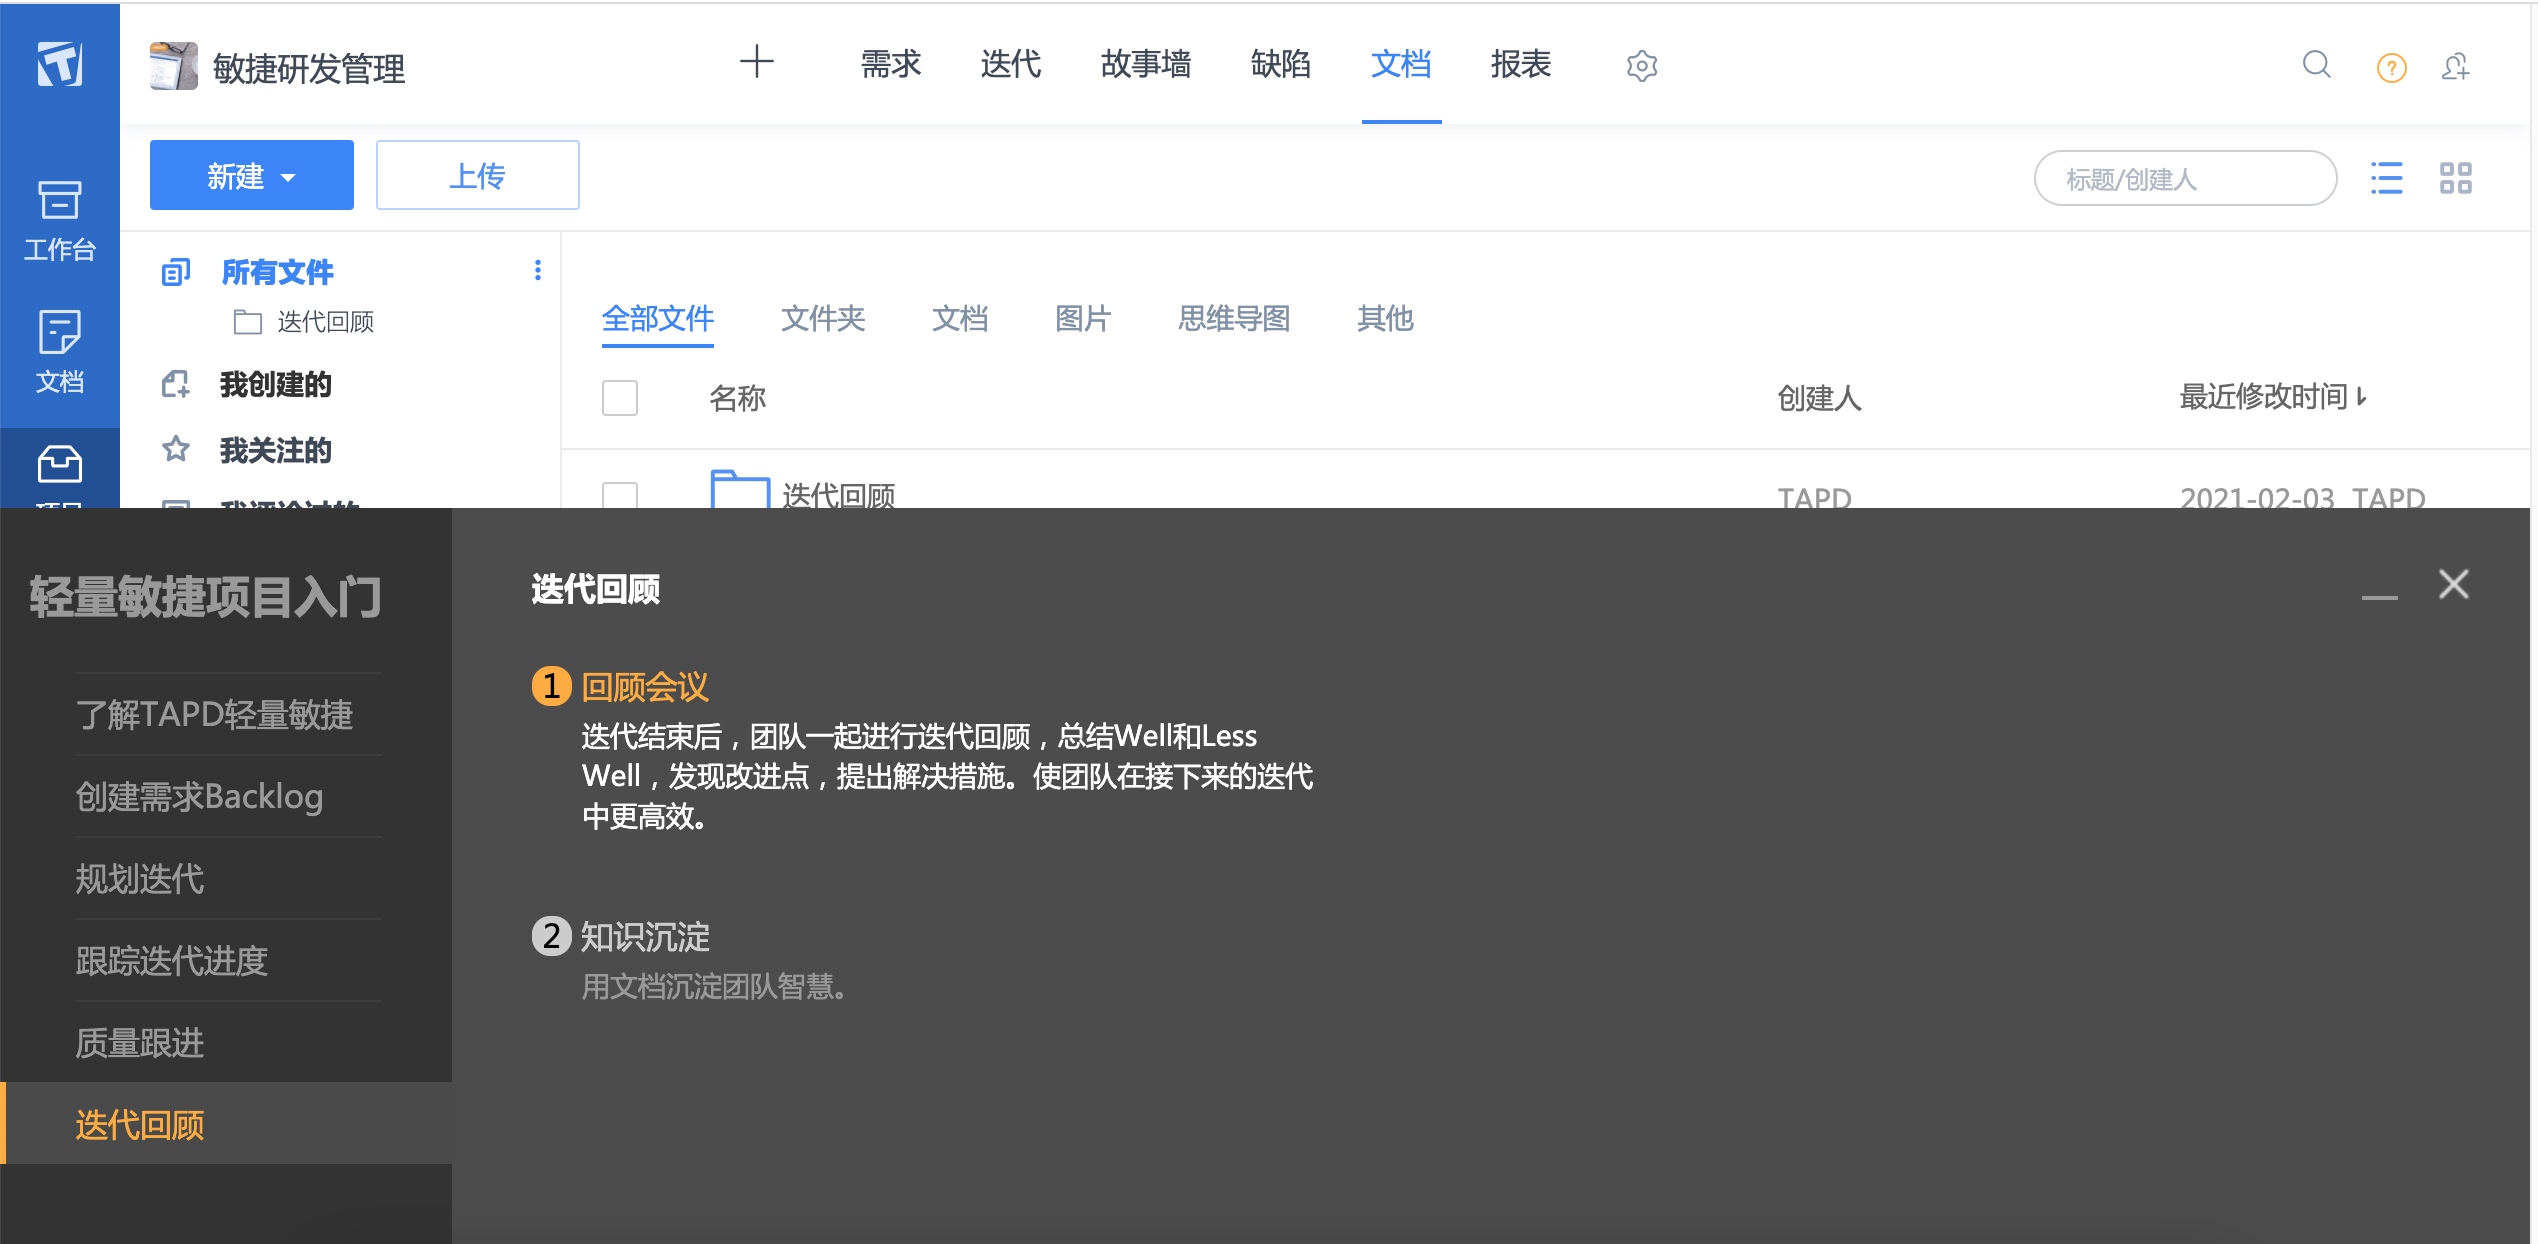 敏捷研发管理
需求 迭代 故事墙 缺陷 文档 报表
新建 上传 标题/创建人
工作台
文档
项目
所有文件
迭代回顾
我创建的
我关注的
我评论过的
全部文件 文件夹 文档 图片 思维导图 其他
名称 创建人 最近修改时间
迭代回顾 TAPD 2021-02-03 TAPD
轻量敏捷项目入门
了解TAPD轻量敏捷
创建需求Backlog
规划迭代
跟踪迭代进度
质量跟进
迭代回顾
迭代回顾
1 回顾会议
迭代结束后，团队一起进行迭代回顾，总结Well和Less
Well，发现改进点，提出解决措施。使团队在接下来的迭代
中更高效。
2 知识沉淀
用文档沉淀团队智慧。